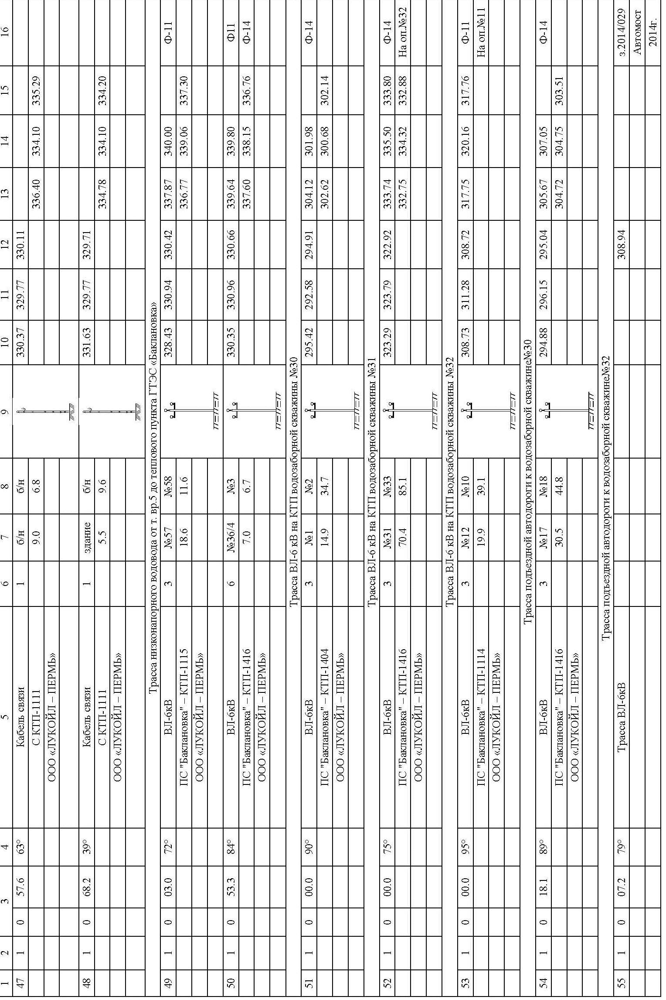 1 2 3 4 5 6 7 8 9 10 11 12 13 14 15 16
47 1 0 57.6 63° Кабель связи 1 б/н б/н 330.37 329.77 330.11
С КТП-1111 9.0 6.8 336.40 334.10 335.29
ООО «ЛУКОЙЛ – ПЕРМЬ»
48 1 0 68.2 39° Кабель связи 1 здание б/н 331.63 329.77 329.71
С КТП-1111 5.5 9.6 334.78 334.10 334.20
ООО «ЛУКОЙЛ – ПЕРМЬ»
Трасса низконапорного водовода от т. вр.5 до теплового пункта ГТЭС «Баклановка»
49 1 0 03.0 72° ВЛ-6кВ 3 №57 №58 328.43 330.94 330.42 337.87 340.00 Ф-11
ПС "Баклановка" – КТП-1115 18.6 11.6 336.77 339.06 337.30
ООО «ЛУКОЙЛ – ПЕРМЬ»
50 1 0 53.3 84° ВЛ-6кВ 6 №36/4 №3 330.35 330.96 330.66 339.64 339.80 Ф11
ПС "Баклановка" – КТП-1416 7.0 6.7 337.60 338.15 336.76 Ф-14
ООО «ЛУКОЙЛ – ПЕРМЬ»
Трасса ВЛ-6 кВ на КТП водозаборной скважины №30
51 1 0 00.0 90° ВЛ-6кВ 3 №1 №2 295.42 292.58 294.91 304.12 301.98 Ф-14
ПС "Баклановка" – КТП-1404 14.9 34.7 302.62 300.68 302.14
ООО «ЛУКОЙЛ – ПЕРМЬ»
Трасса ВЛ-6 кВ на КТП водозаборной скважины №31
52 1 0 00.0 75° ВЛ-6кВ 3 №31 №33 323.29 323.79 322.92 333.74 335.50 333.80 Ф-14
ПС "Баклановка" – КТП-1416 70.4 85.1 332.75 334.32 332.88 На оп.№32
ООО «ЛУКОЙЛ – ПЕРМЬ»
Трасса ВЛ-6 кВ на КТП водозаборной скважины №32
53 1 0 00.0 95° ВЛ-6кВ 3 №12 №10 308.73 311.28 308.72 317.75 320.16 317.76 Ф-11
ПС "Баклановка" – КТП-1114 19.9 39.1 На оп.№11
ООО «ЛУКОЙЛ – ПЕРМЬ»
Трасса подъездной автодороги к водозаборной скважине№30
54 1 0 18.1 89° ВЛ-6кВ 3 №17 №18 294.88 296.15 295.04 305.67 307.05 Ф-14
ПС "Баклановка" – КТП-1416 30.5 44.8 304.72 304.75 303.51
ООО «ЛУКОЙЛ – ПЕРМЬ»
Трасса подъездной автодороги к водозаборной скважине№32
55 1 0 07.2 79° Трасса ВЛ-6кВ 308.94 з.2014/029
Автомост
2014г.